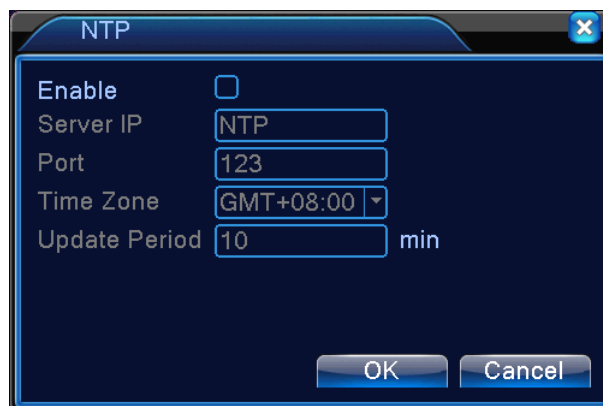 NTP
Enable
Server IP NTP
Port 123
Time Zone GMT+08:00
Update Period 10 min
OK Cancel